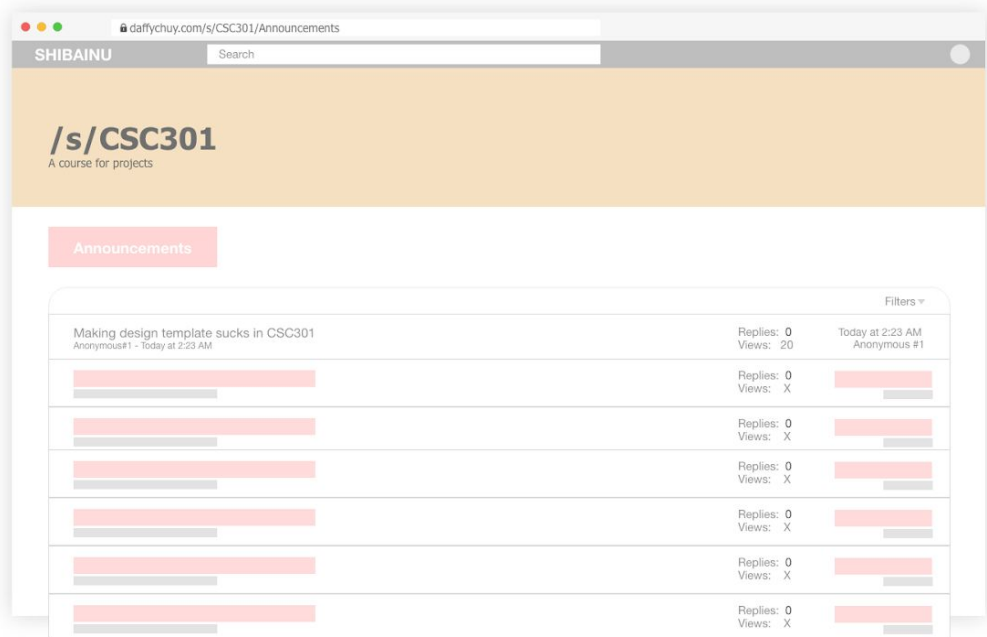 daffychuy.com/s/CSC301/Announcements
SHIBAINU
Search
/s/CSC301
A course for projects
Announcements
Filters
Making design template sucks in CSC301
Anonymous#1 - Today at 2:23 AM
Replies: 0
Views: 20
Today at 2:23 AM
Anonymous #1
Replies: 0
Views: X
Replies: 0
Views: X
Replies: 0
Views: X
Replies: 0
Views: X
Replies: 0
Views: X
Replies: 0
Views: X